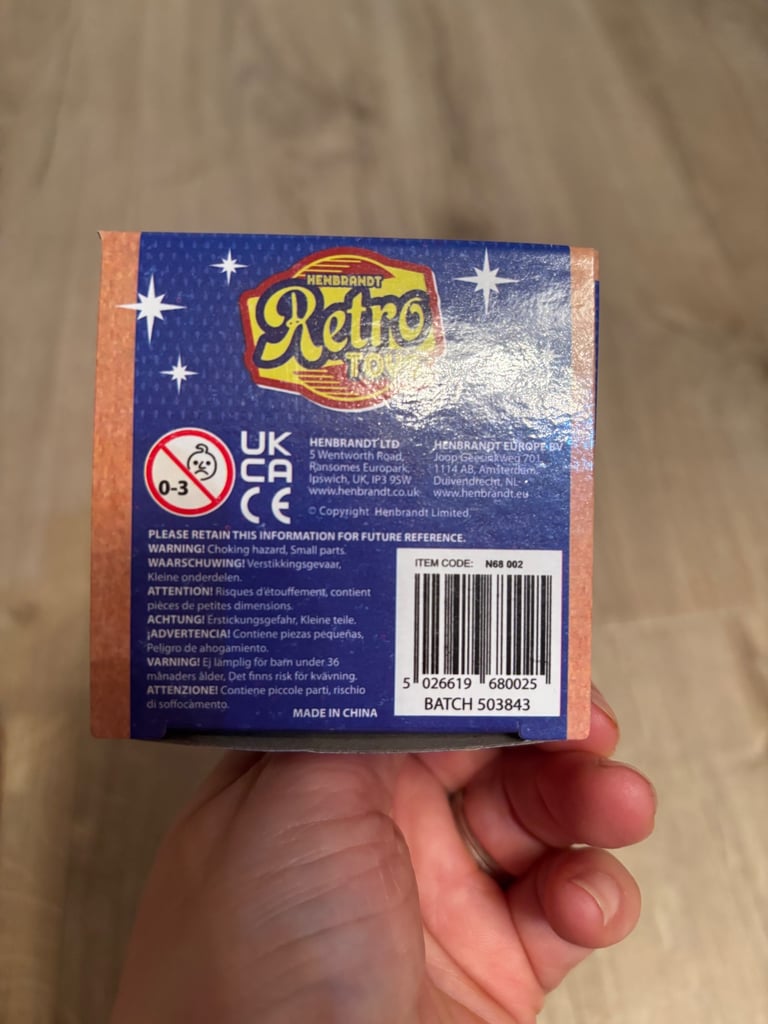 HENBRANDT
Retro
UK
CA
CE
0-3
HENBRANDT LTD
5 Wentworth Road,
Ransomes Europark,
Ipswich, UK, IP3 9SW
www.henbrandt.co.uk
HENBRANDT EUROPE BV
Joop Geesinkweg 701,
1114 AB, Amsterdam,
Duivendrecht, NL
www.henbrandt.eu
© Copyright Henbrandt Limited.
PLEASE RETAIN THIS INFORMATION FOR FUTURE REFERENCE.
WARNING! Choking hazard, Small parts.
WAARSCHUWING! Verstikkingsgevaar,
Kleine onderdelen.
ATTENTION! Risques d'étouffement, contient
pièces de petites dimensions.
ACHTUNG! Erstickungsgefahr, Kleine teile.
¡ADVERTENCIA! Contiene piezas pequeñas,
Peligro de ahogamiento.
VARNING! Ej lämplig för barn under 36
månaders ålder, Det finns risk för kvävning.
ATTENZIONE! Contiene piccole parti, rischio
di soffocamento.
MADE IN CHINA
ITEM CODE: N68 002
5 026619 680025
BATCH 503843